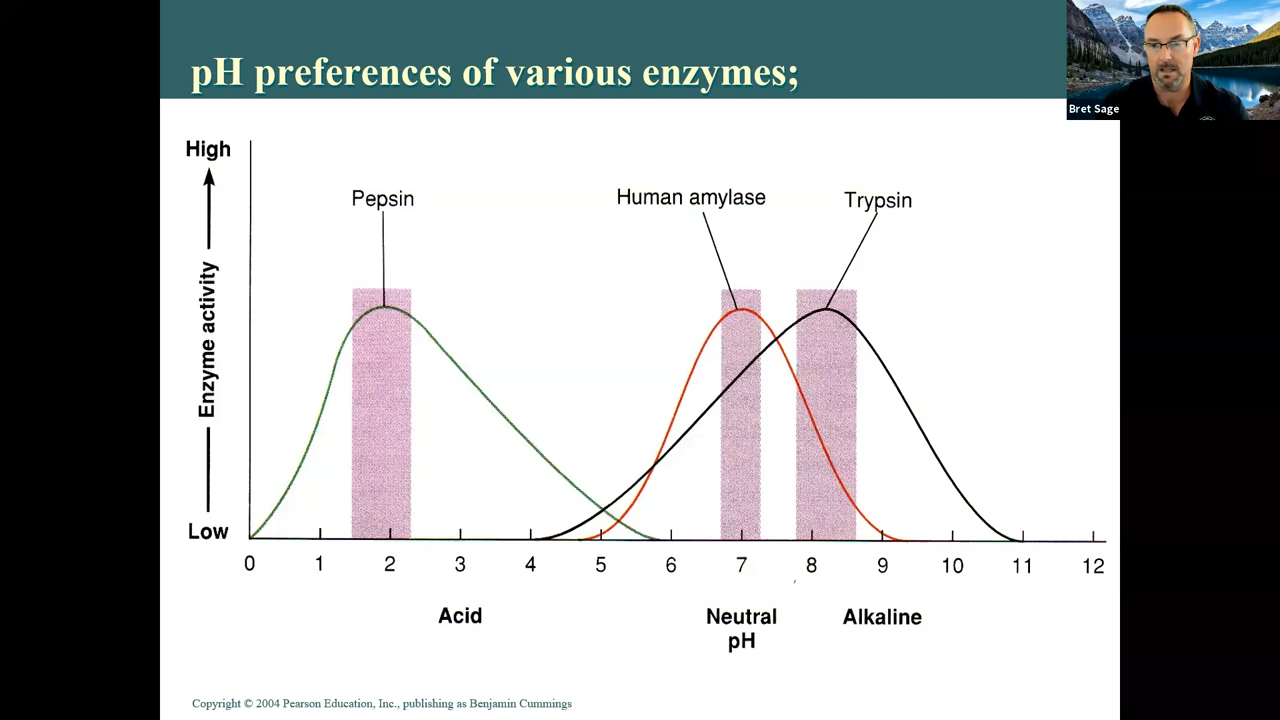 pH preferences of various enzymes;
Bret Sage
High
Pepsin
Human amylase
Trypsin
Enzyme activity
Low
0 1 2 3 4 5 6 7 8 9 10 11 12
Acid
Neutral
pH
Alkaline
Copyright © 2004 Pearson Education, Inc., publishing as Benjamin Cummings